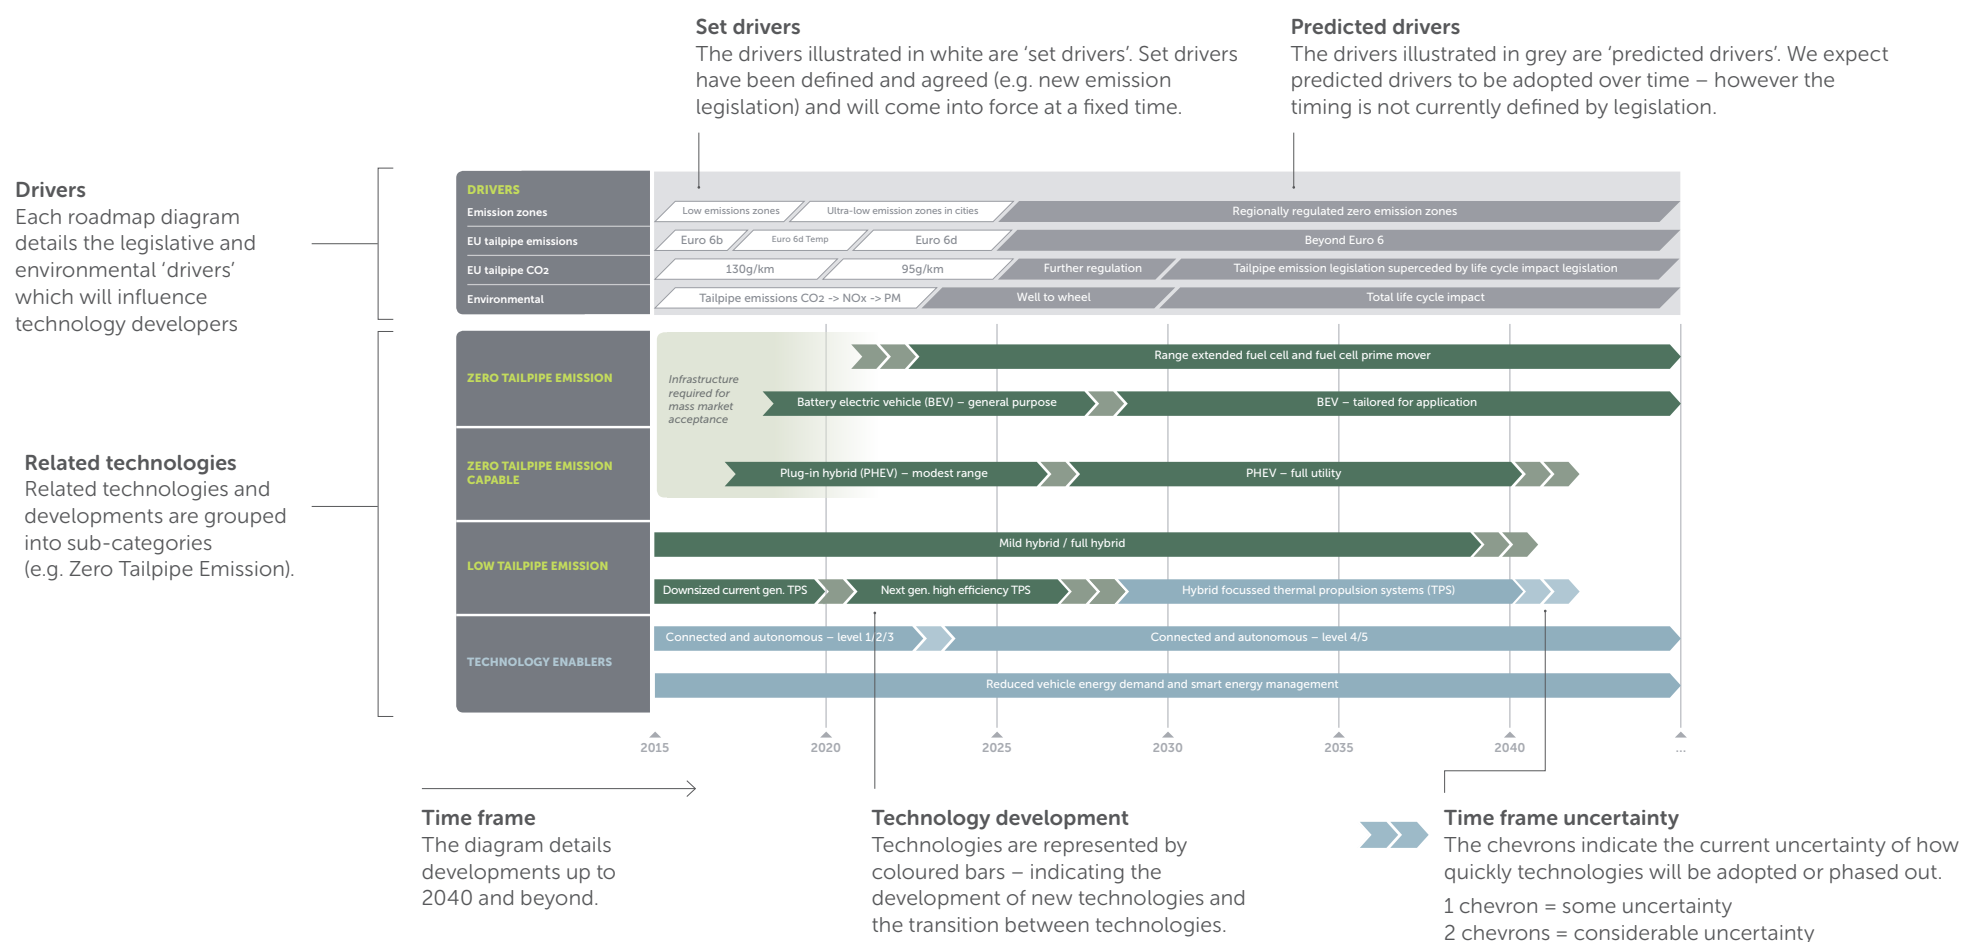 Set drivers
The drivers illustrated in white are ‘set drivers’. Set drivers
have been defined and agreed (e.g. new emission
legislation) and will come into force at a fixed time.
Predicted drivers
The drivers illustrated in grey are ‘predicted drivers’. We expect
predicted drivers to be adopted over time – however the
timing is not currently defined by legislation.
Drivers
Each roadmap diagram
details the legislative and
environmental ‘drivers’
which will influence
technology developers
DRIVERS
Emission zones
Low emissions zones
Ultra-low emission zones in cities
Regionally regulated zero emission zones
EU tailpipe emissions
Euro 6b
Euro 6d Temp
Euro 6d
Beyond Euro 6
EU tailpipe CO2
130g/km
95g/km
Further regulation
Tailpipe emission legislation superceded by life cycle impact legislation
Environmental
Tailpipe emissions CO2 -> NOx -> PM
Well to wheel
Total life cycle impact
Related technologies
Related technologies and
developments are grouped
into sub-categories
(e.g. Zero Tailpipe Emission).
ZERO TAILPIPE EMISSION
Infrastructure
required for
mass market
acceptance
Range extended fuel cell and fuel cell prime mover
Battery electric vehicle (BEV) – general purpose
BEV – tailored for application
ZERO TAILPIPE EMISSION
CAPABLE
Plug-in hybrid (PHEV) – modest range
PHEV – full utility
LOW TAILPIPE EMISSION
Mild hybrid / full hybrid
Downsized current gen. TPS
Next gen. high efficiency TPS
Hybrid focussed thermal propulsion systems (TPS)
TECHNOLOGY ENABLERS
Connected and autonomous – level 1/2/3
Connected and autonomous – level 4/5
Reduced vehicle energy demand and smart energy management
2015
2020
2025
2030
2035
2040
...
Time frame
The diagram details
developments up to
2040 and beyond.
Technology development
Technologies are represented by
coloured bars – indicating the
development of new technologies and
the transition between technologies.
Time frame uncertainty
The chevrons indicate the current uncertainty of how
quickly technologies will be adopted or phased out.
1 chevron = some uncertainty
2 chevrons = considerable uncertainty